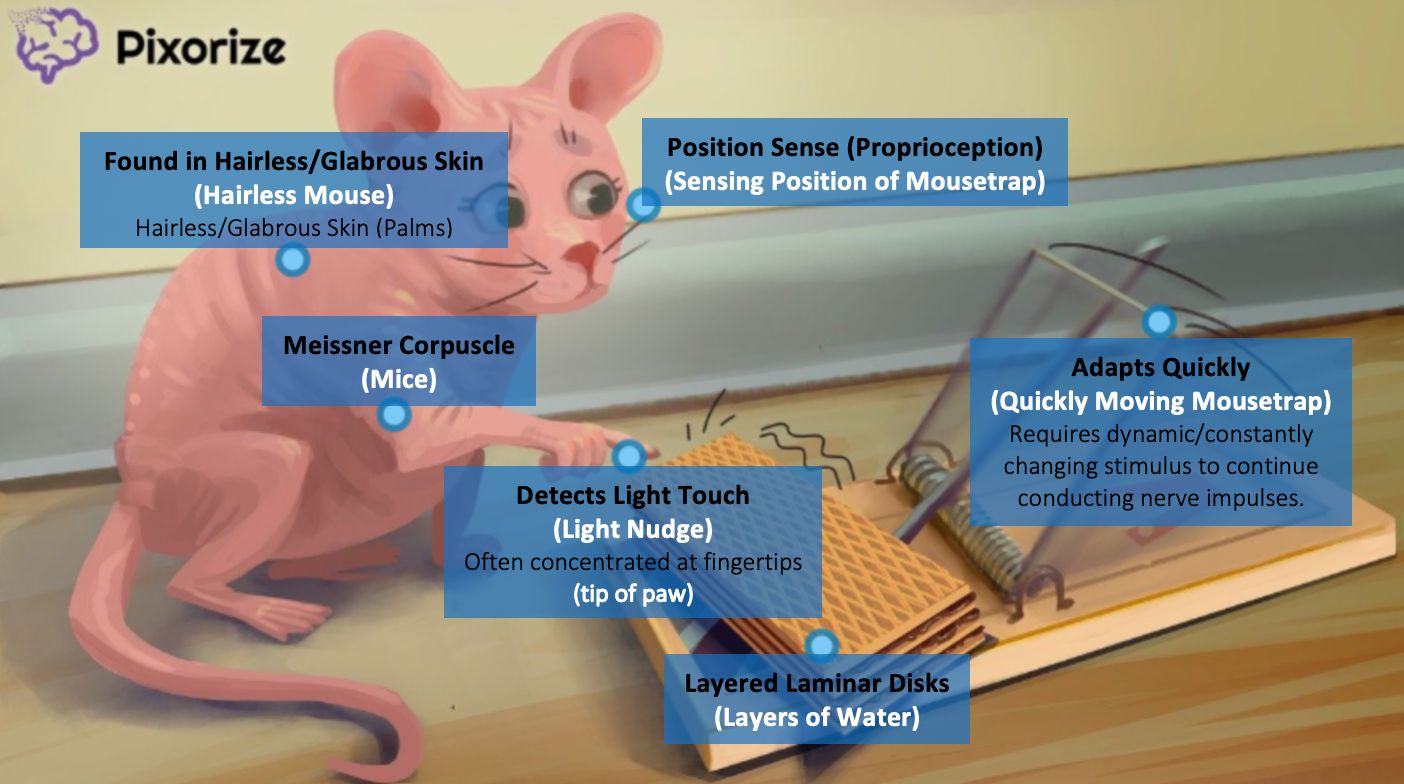 Pixorize
Found in Hairless/Glabrous Skin
(Hairless Mouse)
Hairless/Glabrous Skin (Palms)
Position Sense (Proprioception)
(Sensing Position of Mousetrap)
Meissner Corpuscle
(Mice)
Adapts Quickly
(Quickly Moving Mousetrap)
Requires dynamic/constantly
changing stimulus to continue
conducting nerve impulses.
Detects Light Touch
(Light Nudge)
Often concentrated at fingertips
(tip of paw)
Layered Laminar Disks
(Layers of Water)